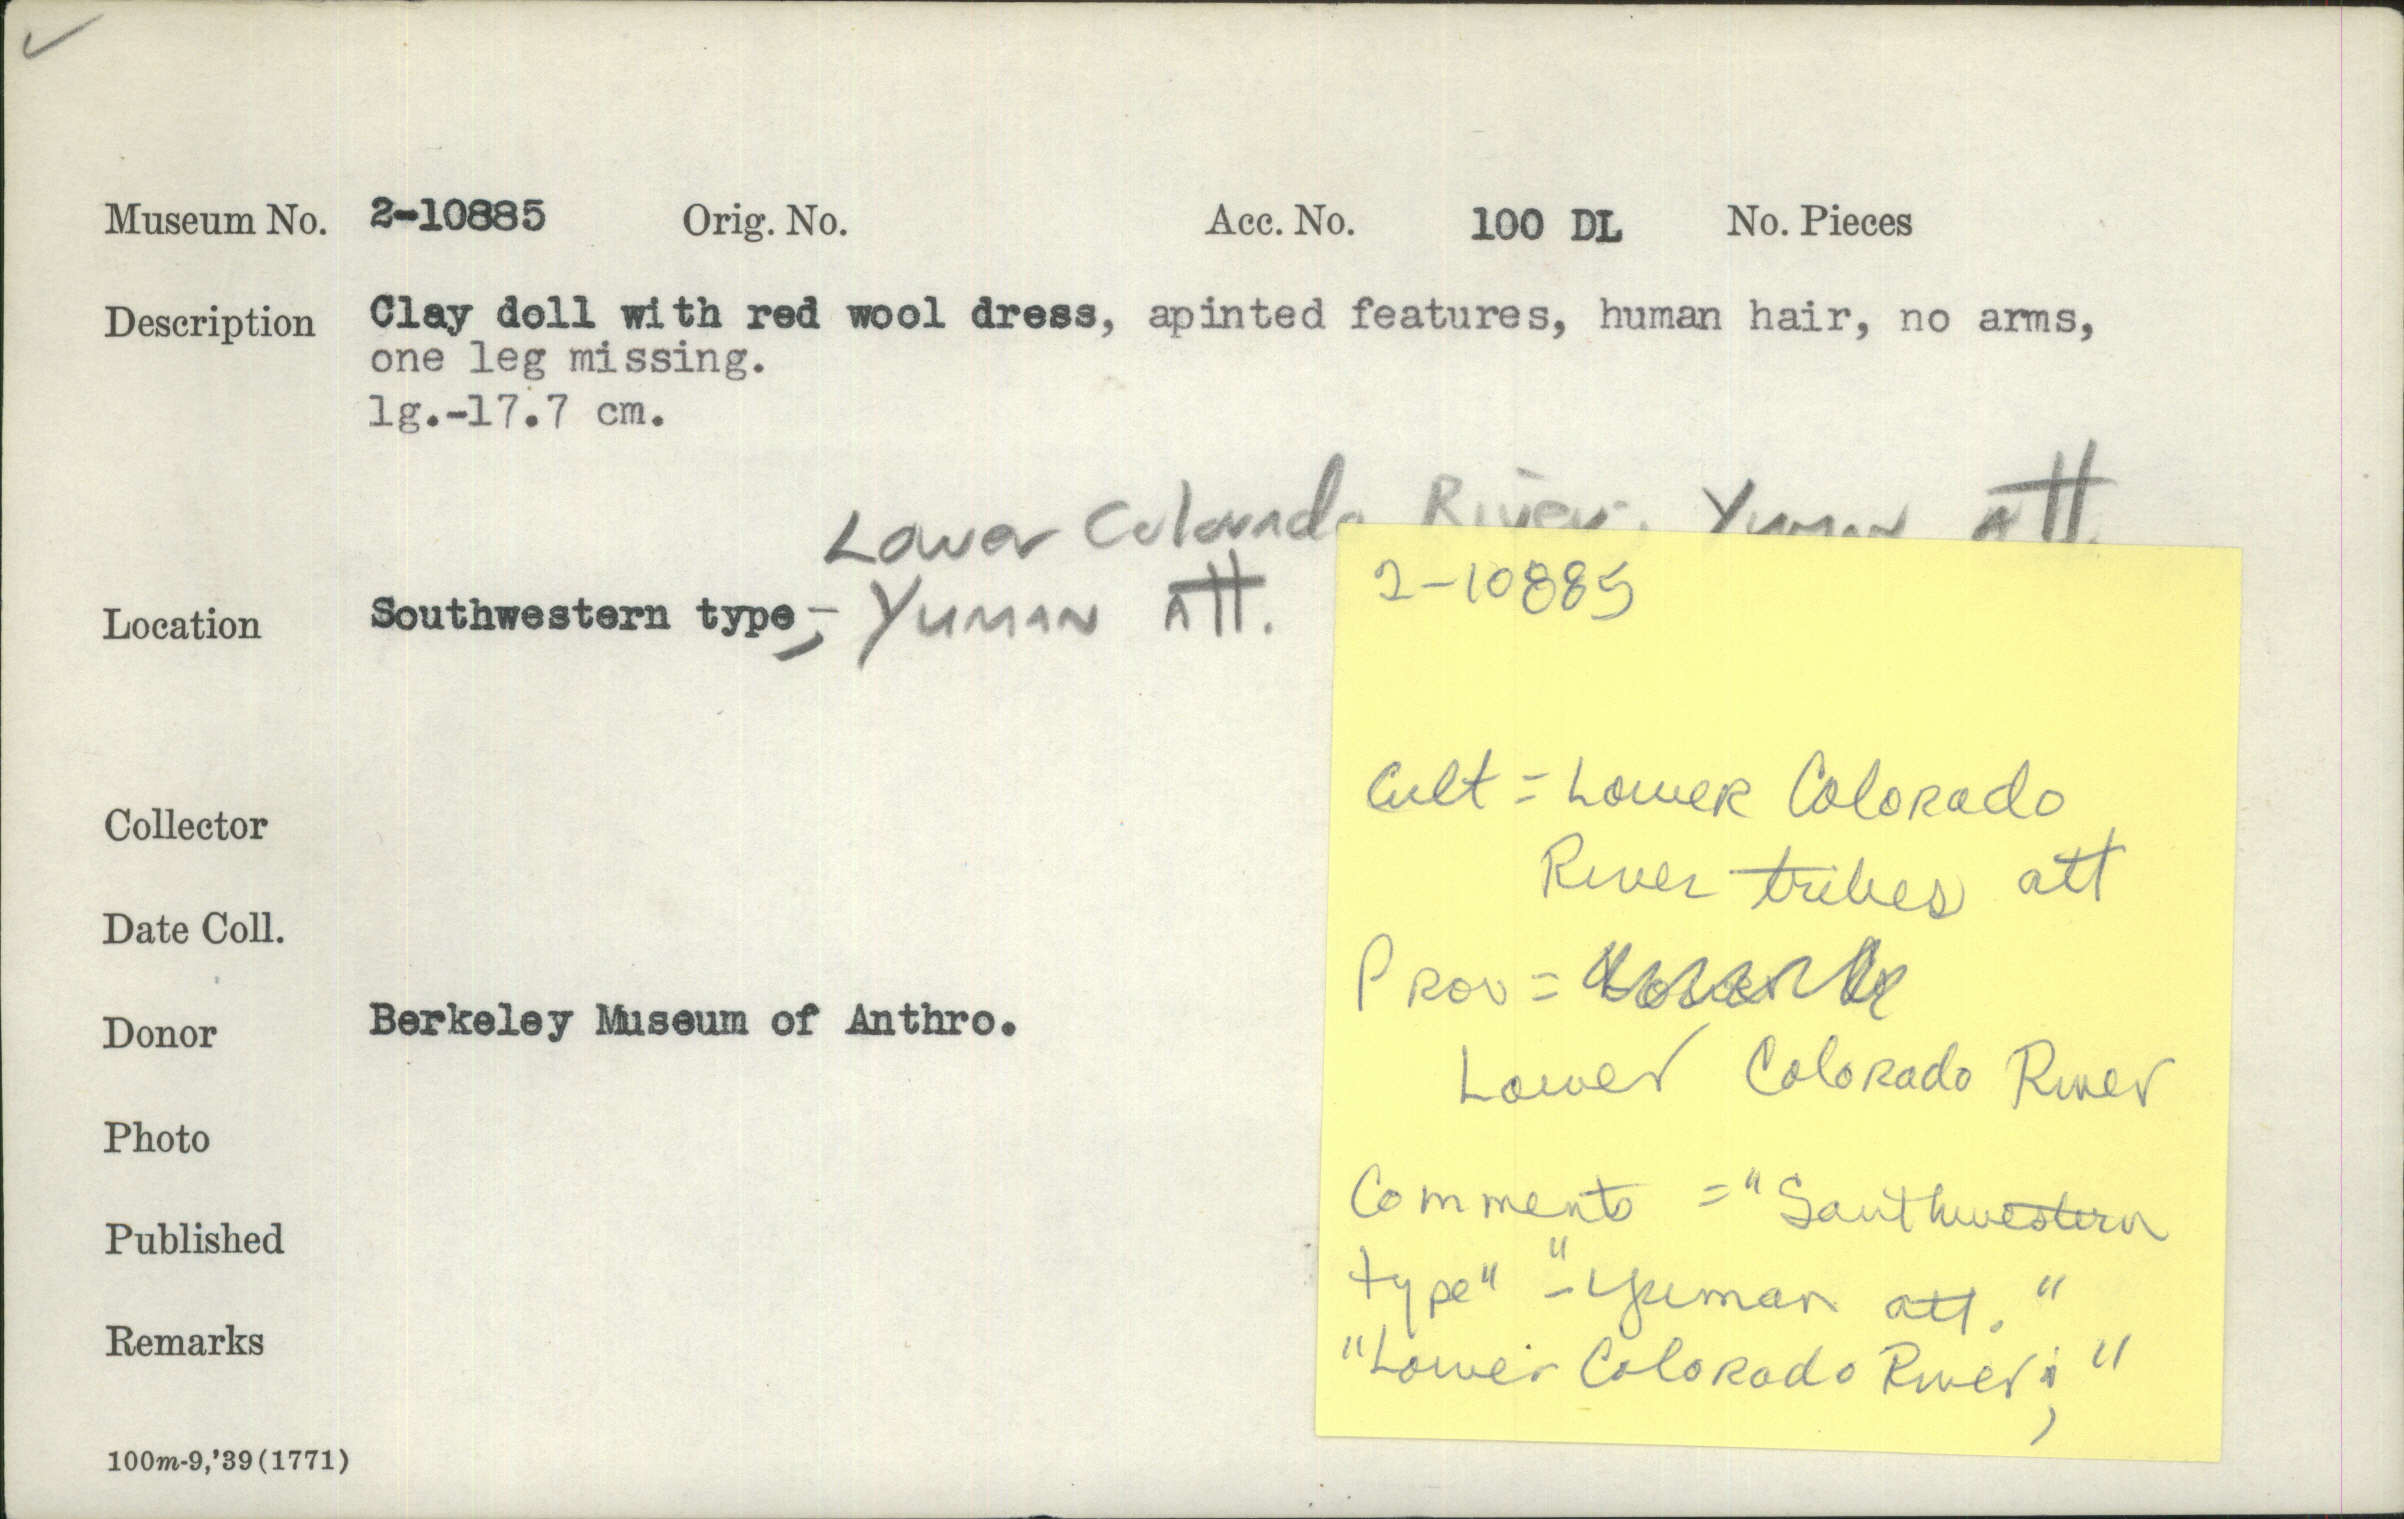 Museum No. 2-10885 Orig. No. Acc. No. 100 DL No. Pieces
Description Clay doll with red wool dress, apinted features, human hair, no arms,
one leg missing.
lg.-17.7 cm.
Lower Colorado River, Yuman att.
Location Southwestern type, - Yuman att.
Collector
Date Coll.
Donor Berkeley Museum of Anthro.
Photo
Published
Remarks
100m-9,'39(1771)
2-10885
Cult = Lower Colorado
River tribes att
Prov =
Lower Colorado River
Comments = "Southwestern
type" "- Yuman att."
"Lower Colorado River;"